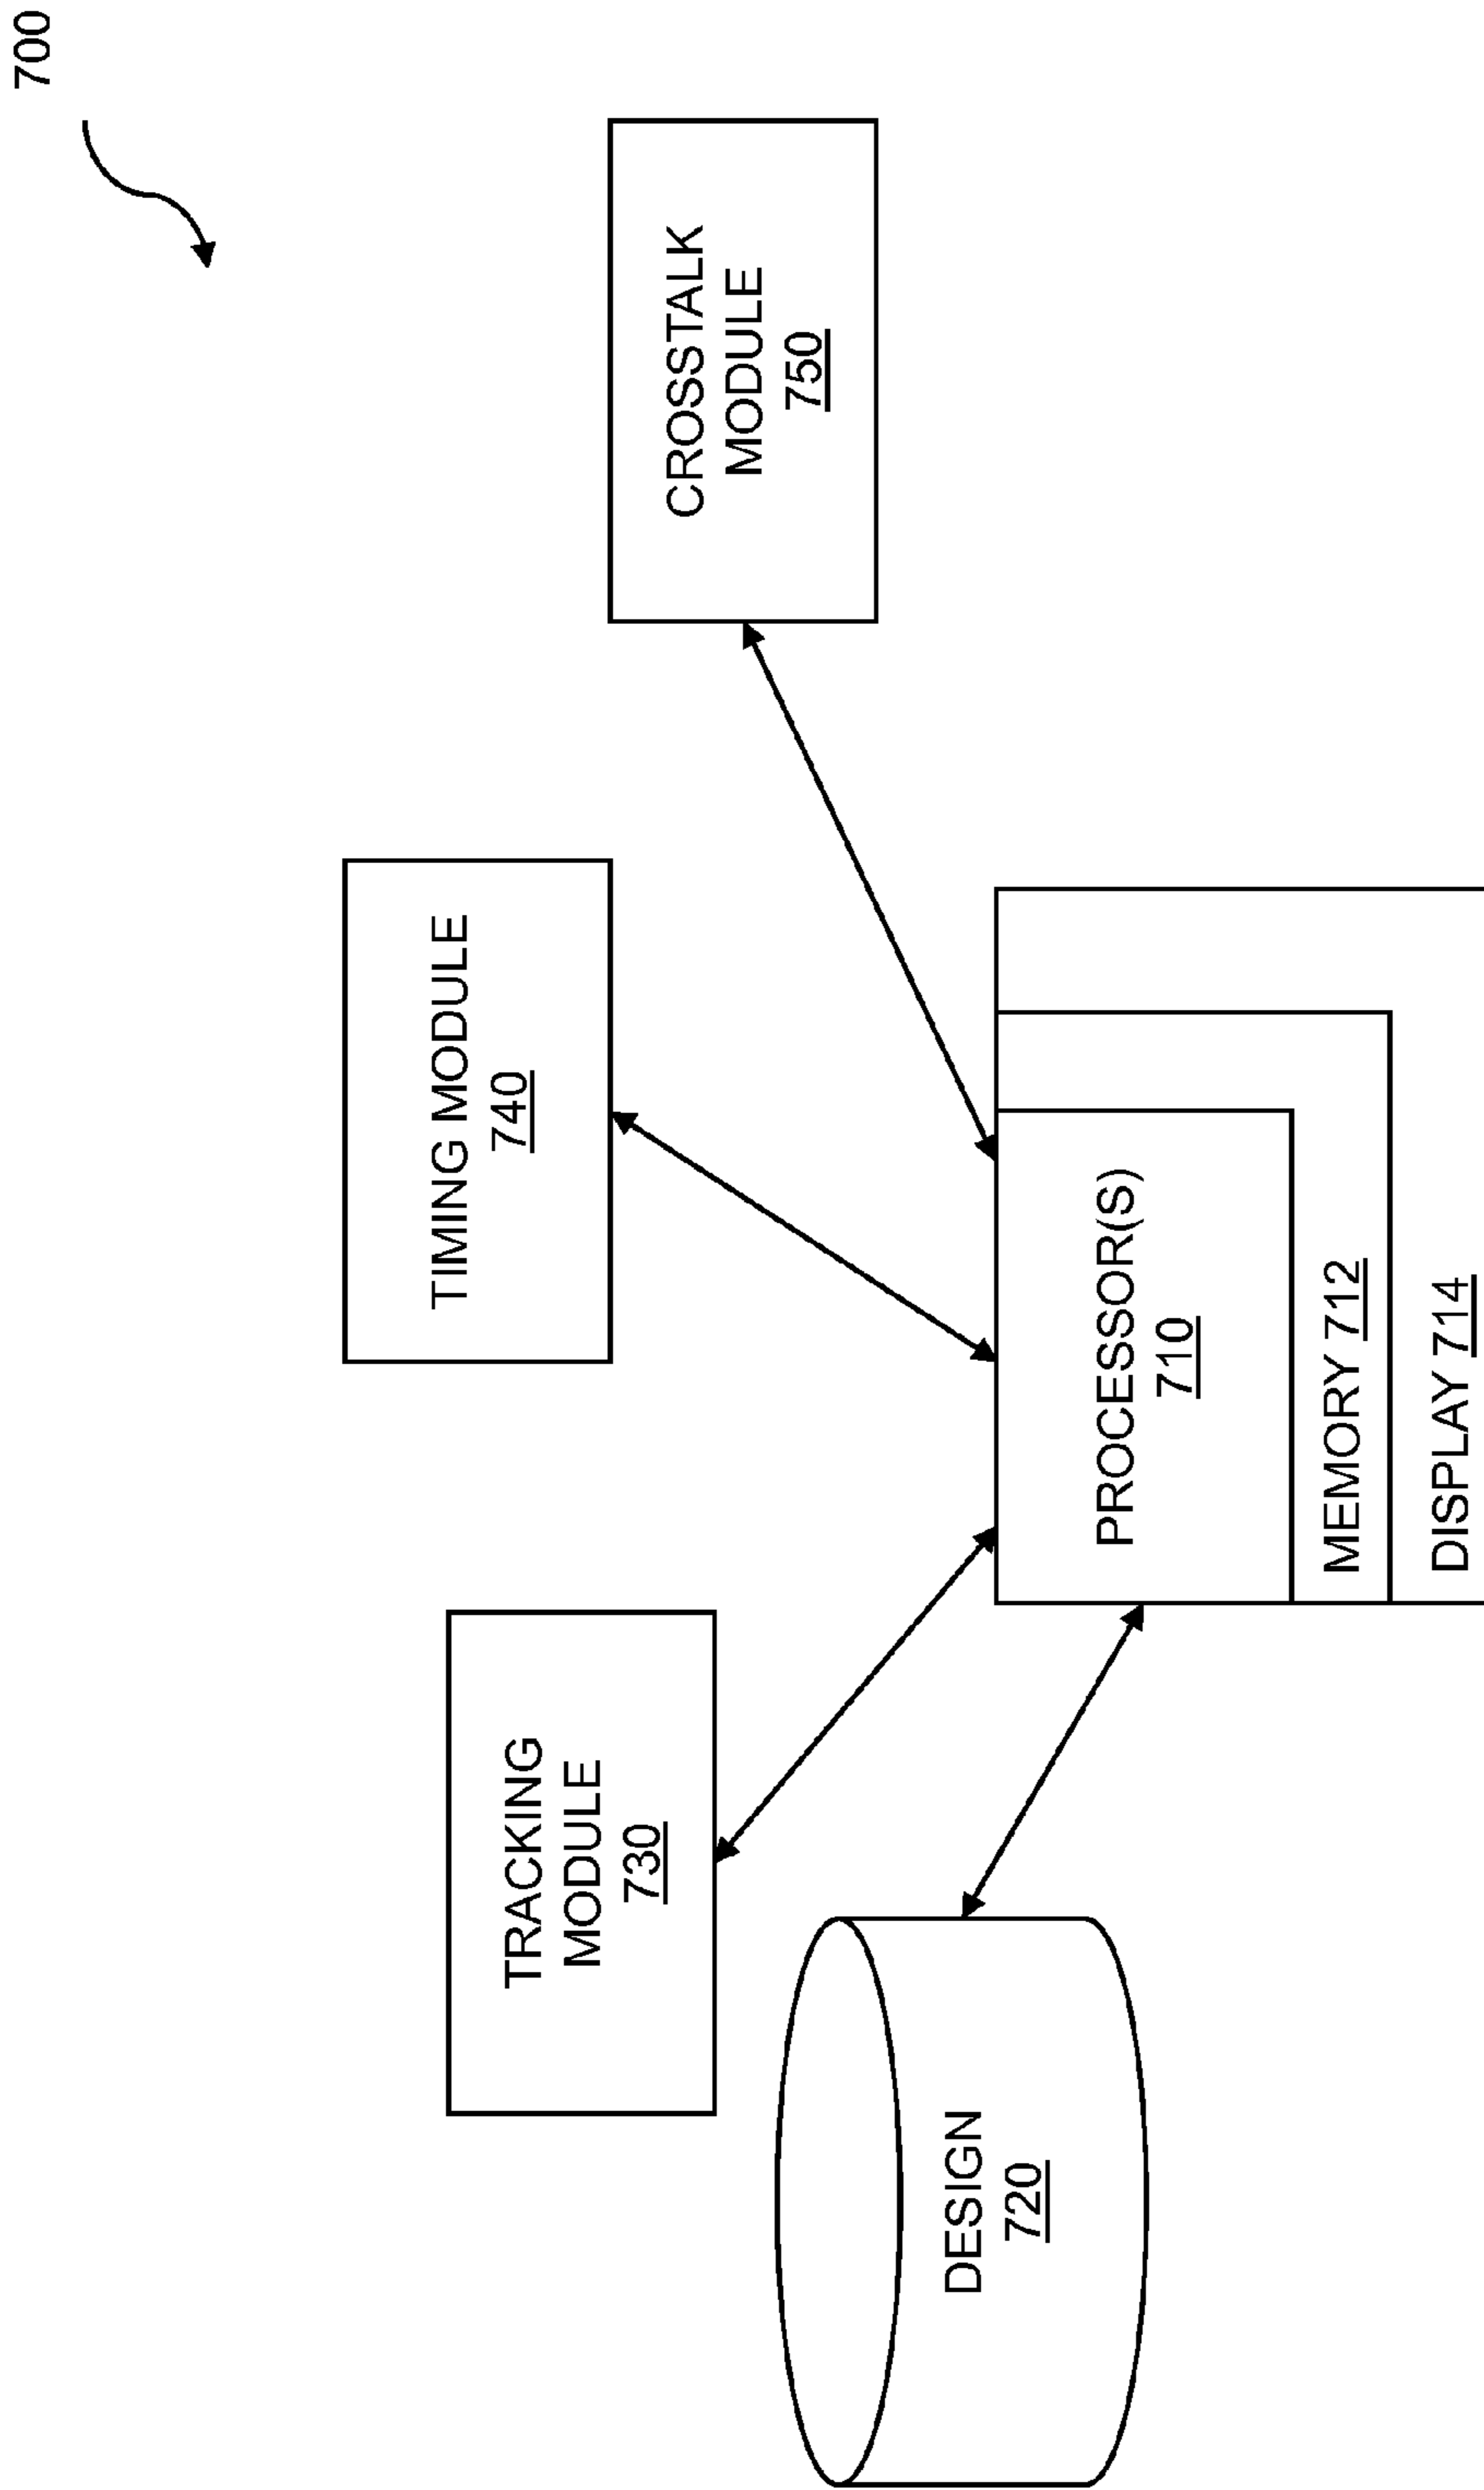 700
TRACKING
MODULE
730
TIMING MODULE
740
CROSSTALK
MODULE
750
DESIGN
720
PROCESSOR(S)
710
MEMORY 712
DISPLAY 714